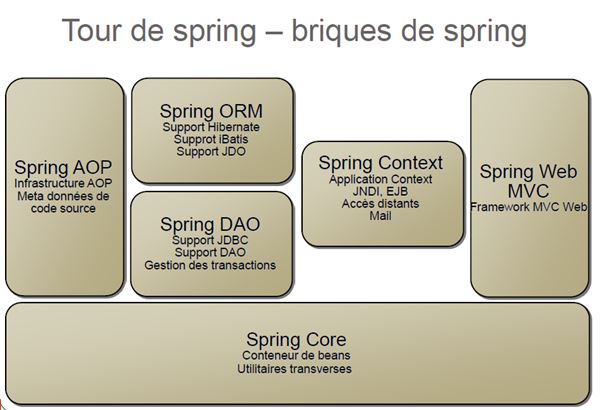 Tour de spring – briques de spring
Spring AOP
Infrastructure AOP
Meta données de
code source
Spring ORM
Support Hibernate
Supprot iBatis
Support JDO
Spring DAO
Support JDBC
Support DAO
Gestion des transactions
Spring Context
Application Context
JNDI, EJB
Accès distants
Mail
Spring Web
MVC
Framework MVC Web
Spring Core
Conteneur de beans
Utilitaires transverses